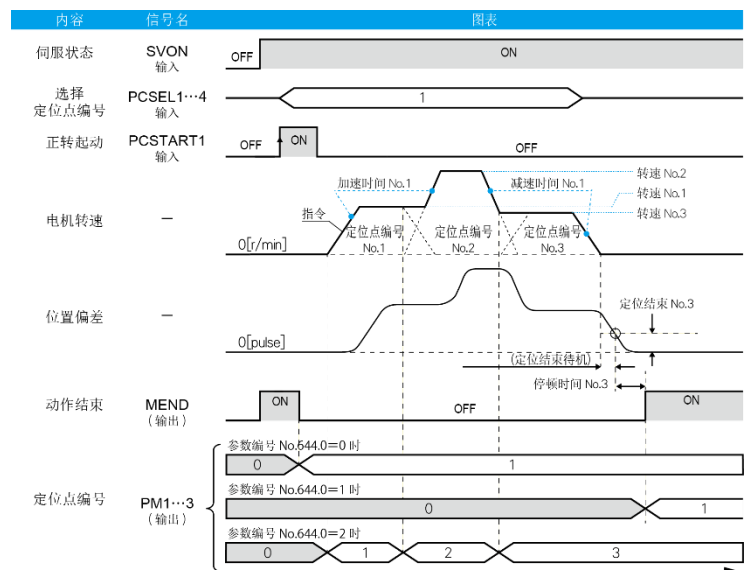 内容 信号名 图表
伺服状态 SVON 输入 OFF ON
选择 定位点编号 PCSEL1…4 输入 1
正转起动 PCSTART1 输入 OFF ON OFF
加速时间 No.1 减速时间 No.1 转速 No.2
转速 No.1
指令 转速 No.3
电机转速 — 定位点编号 No.1 定位点编号 No.2 定位点编号 No.3
0[r/min]
定位结束 No.3
位置偏差 —
0[pulse]
(定位结束待机)
停顿时间 No.3
动作结束 MEND (输出) ON OFF ON
参数编号 No.644.0=0 时
0 1
参数编号 No.644.0=1 时
定位点编号 PM1…3 (输出) 0 1
参数编号 No.644.0=2 时
0 1 2 3